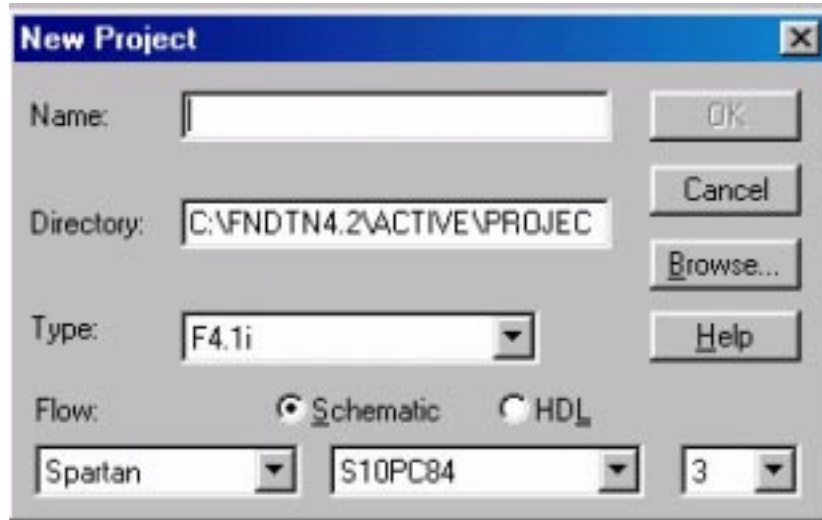 New Project
Name:
OK
Directory: C:\FNDTN4.2\ACTIVE\PROJEC
Cancel
Browse...
Type: F4.1i
Help
Flow: Schematic HDL
Spartan S10PC84 3